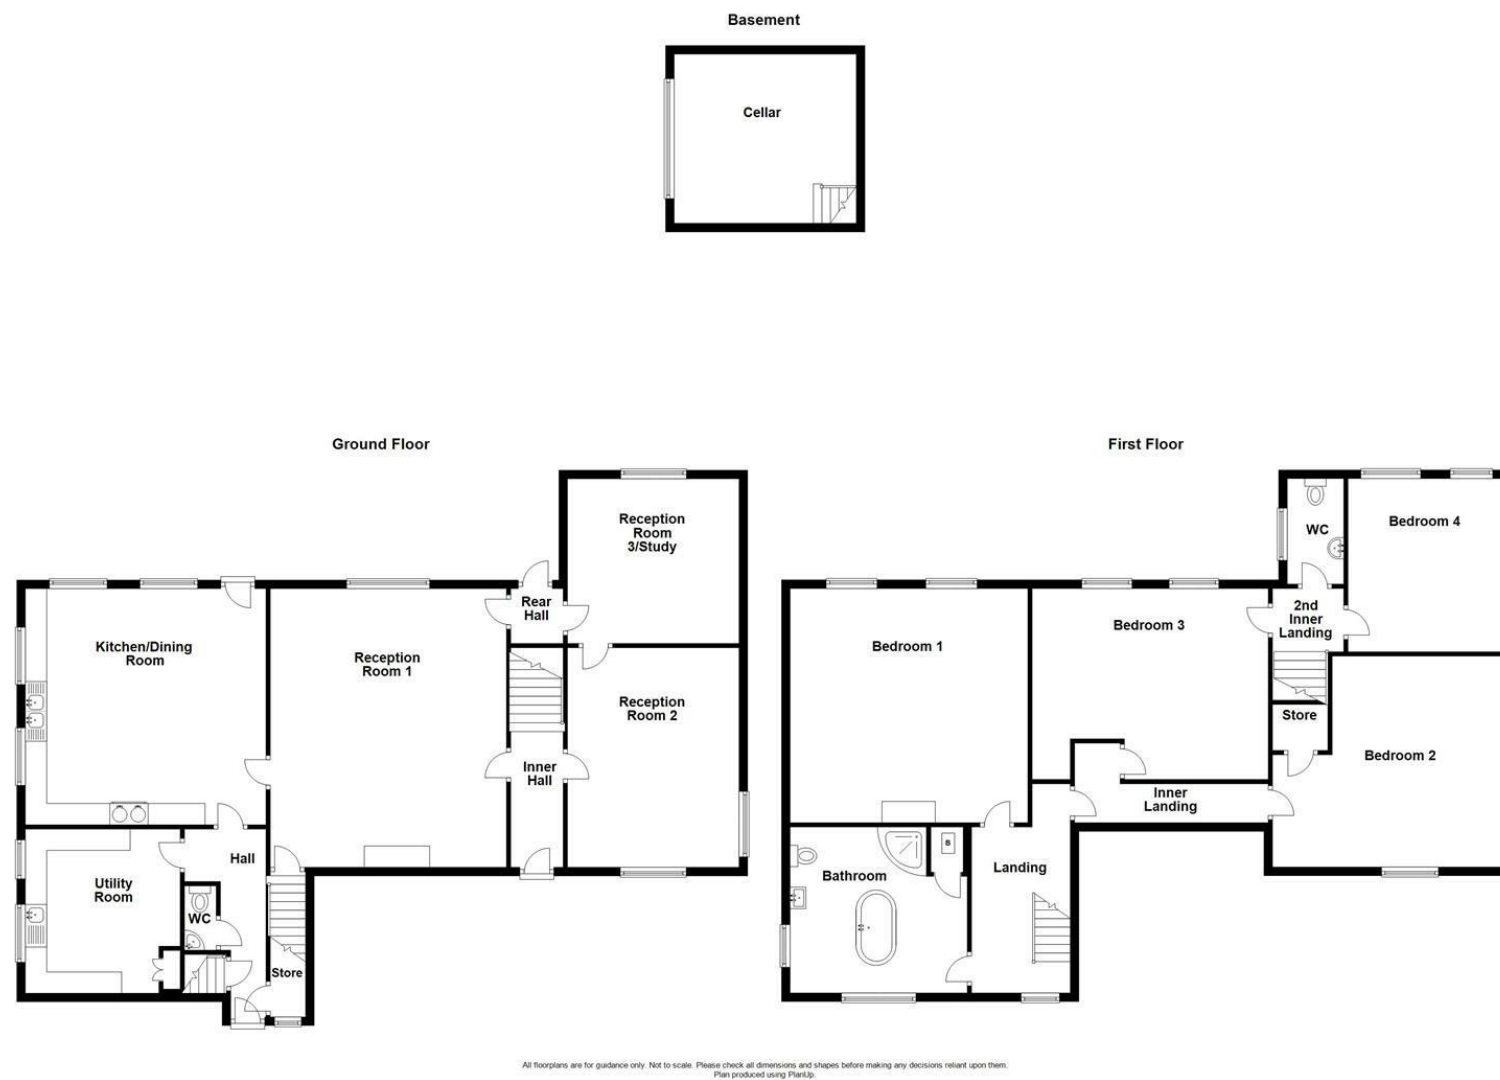 Basement
Cellar
Ground Floor
First Floor
Reception
Room
3/Study
WC
Bedroom 4
Rear
Hall
2nd
Inner
Landing
Kitchen/Dining
Room
Reception
Room 1
Bedroom 1
Bedroom 3
Reception
Room 2
Store
Inner
Hall
Bedroom 2
Inner
Landing
Hall
B
Utility
Room
Bathroom
Landing
WC
Store
All floorplans are for guidance only. Not to scale. Please check all dimensions and shapes before making any decisions reliant upon them.
Plan produced using PlanUp.